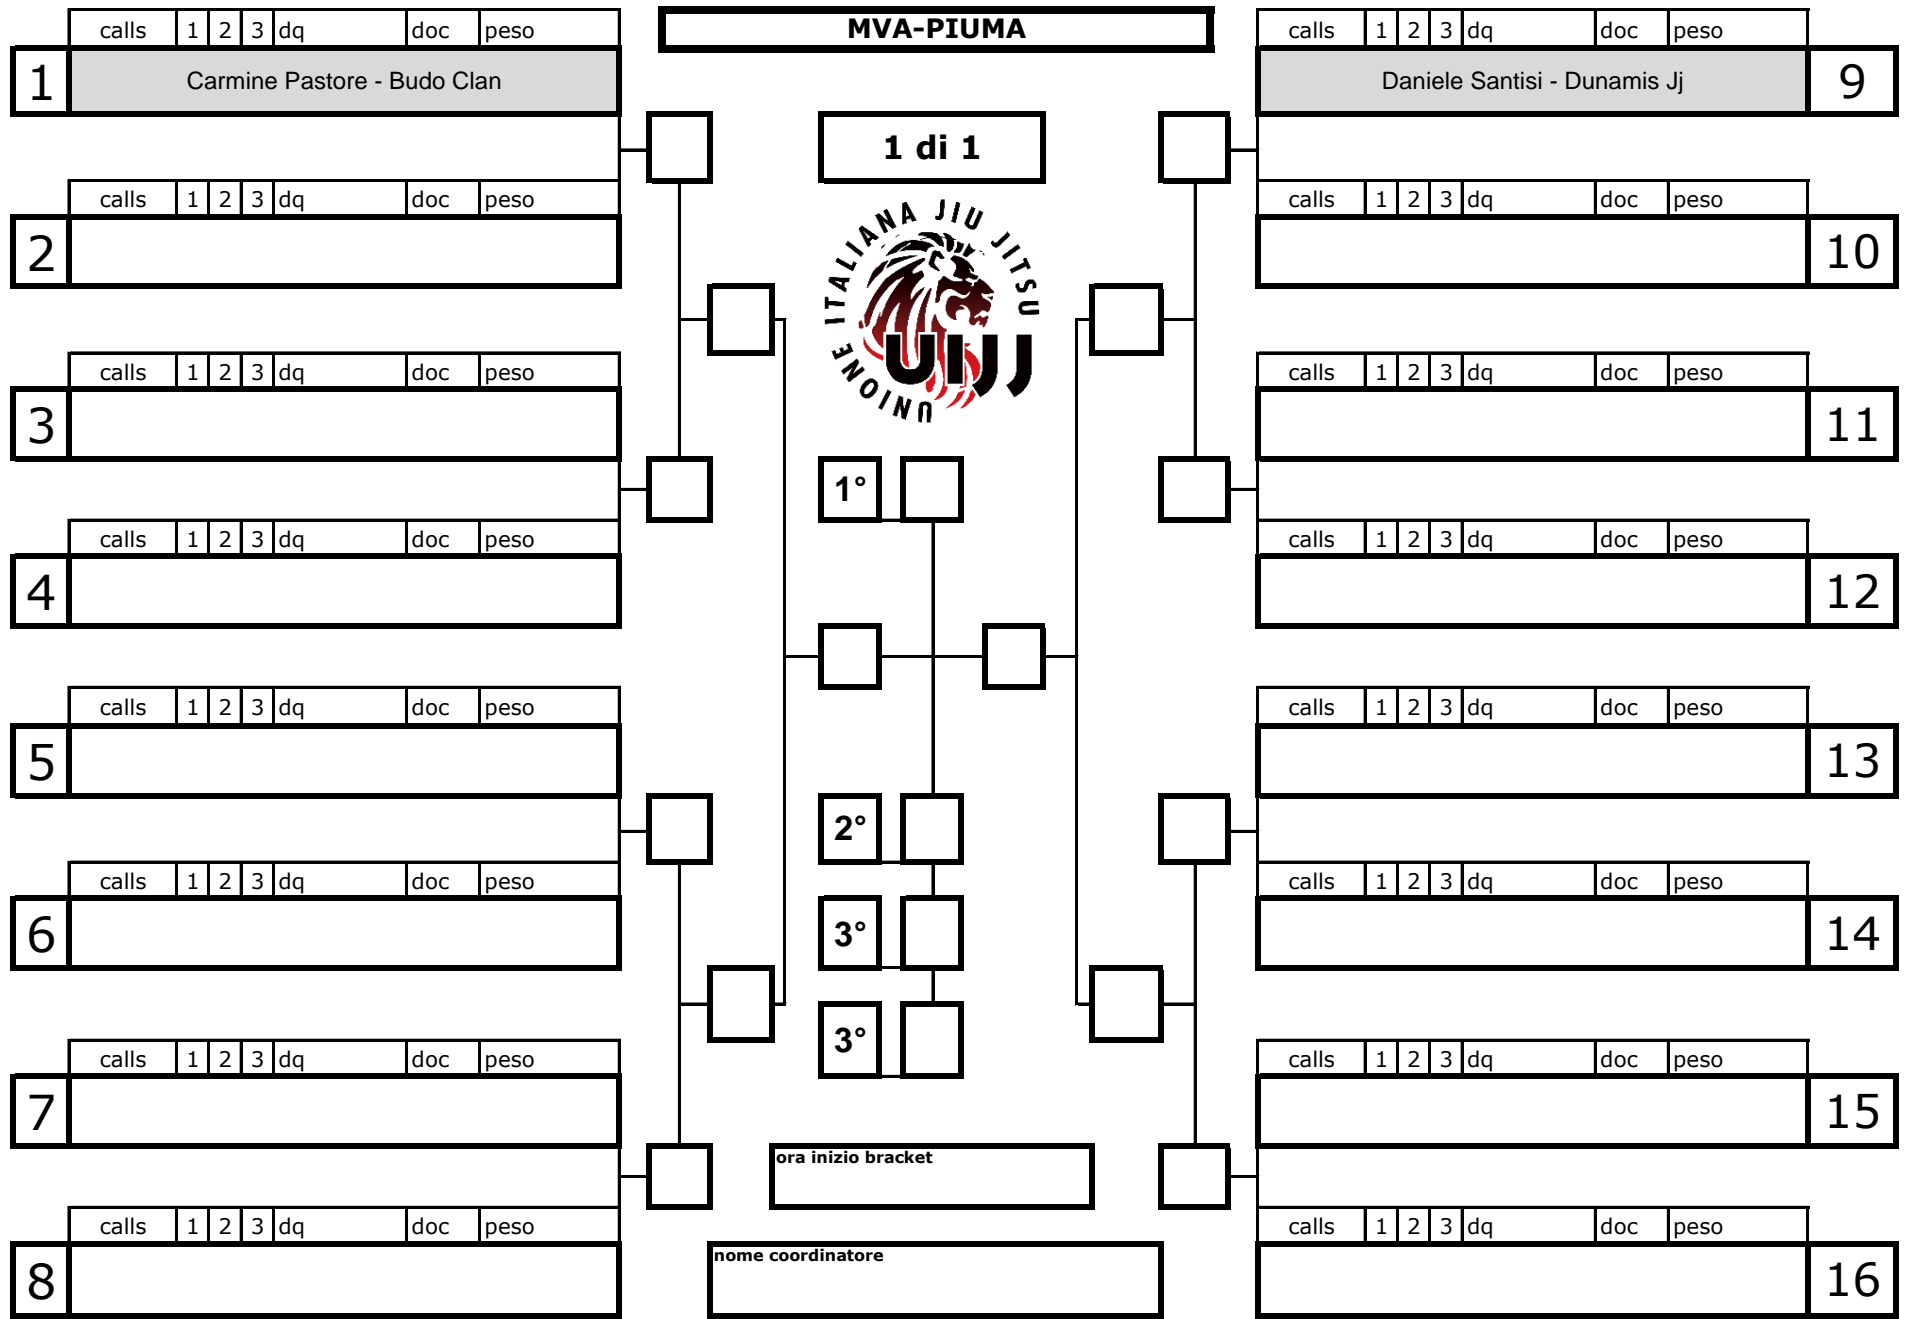 MVA-PIUMA
1 di 1
UNIONE ITALIANA JIU JITSU
UIJJ
calls 1 2 3 dq doc peso
1 Carmine Pastore - Budo Clan
calls 1 2 3 dq doc peso
2
calls 1 2 3 dq doc peso
3
calls 1 2 3 dq doc peso
4
calls 1 2 3 dq doc peso
5
calls 1 2 3 dq doc peso
6
calls 1 2 3 dq doc peso
7
calls 1 2 3 dq doc peso
8
1°
2°
3°
3°
ora inizio bracket
nome coordinatore
calls 1 2 3 dq doc peso
Daniele Santisi - Dunamis Jj 9
calls 1 2 3 dq doc peso
10
calls 1 2 3 dq doc peso
11
calls 1 2 3 dq doc peso
12
calls 1 2 3 dq doc peso
13
calls 1 2 3 dq doc peso
14
calls 1 2 3 dq doc peso
15
calls 1 2 3 dq doc peso
16